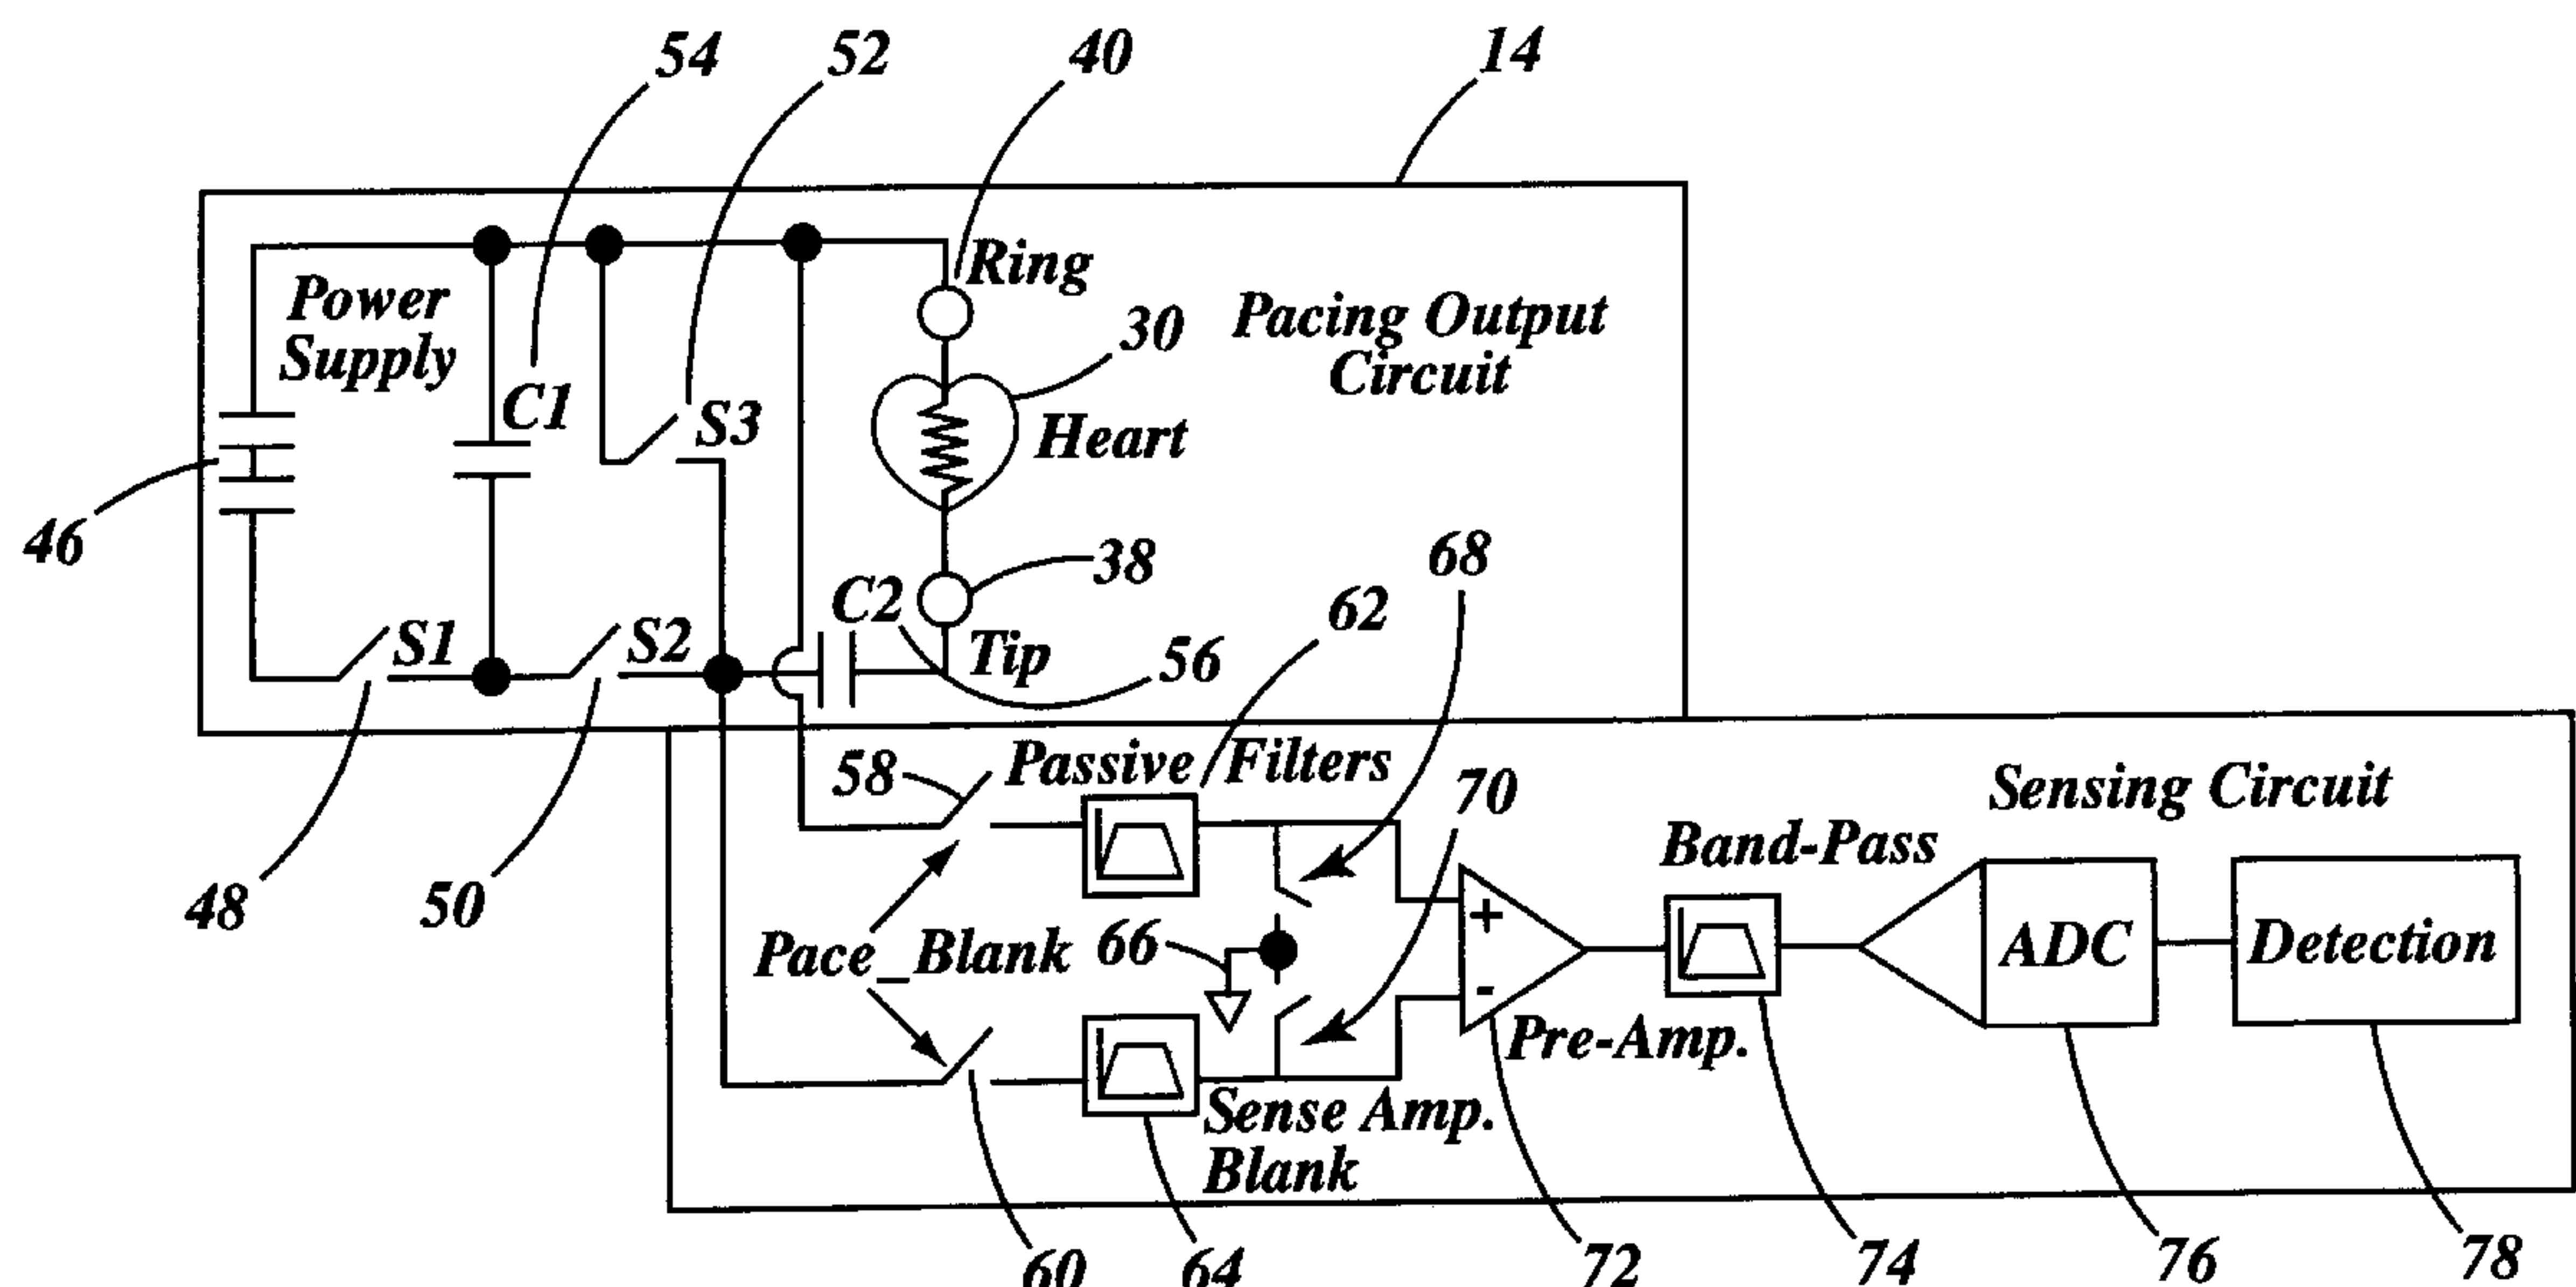 54
52
40
14
Ring
Power
Supply
Pacing Output
Circuit
30
C1
S3
Heart
46
38
68
C2
62
S1
S2
Tip
56
58
Passive Filters
70
Sensing Circuit
Band-Pass
48
50
Pace_Blank
66
+
-
ADC
Detection
Pre-Amp.
Sense Amp.
Blank
60
64
72
74
76
78